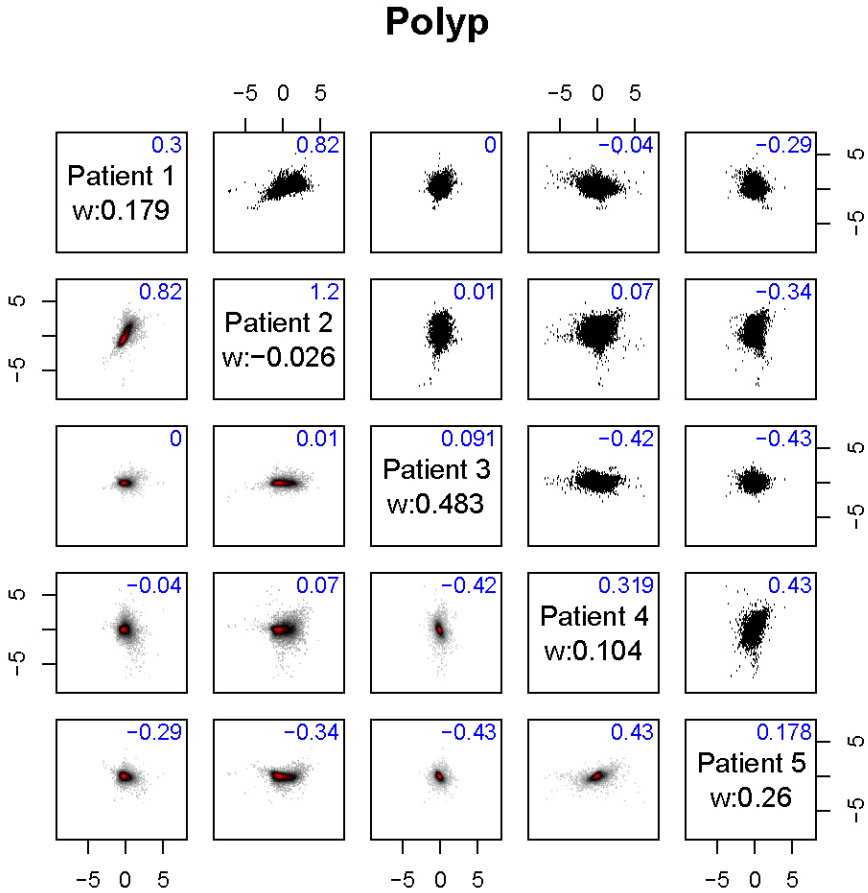 Polyp
−5 0 5 −5 0 5
0.3 0.82 0 −0.04 −0.29
Patient 1
w:0.179
−5 5
0.82 1.2 0.01 0.07 −0.34
Patient 2
w:−0.026
−5 5
0 0.01 0.091 −0.42 −0.43
Patient 3
w:0.483
−5 5
−0.04 0.07 −0.42 0.319 0.43
Patient 4
w:0.104
−5 5
−0.29 −0.34 −0.43 0.43 0.178
Patient 5
w:0.26
−5 5
−5 0 5 −5 0 5 −5 0 5